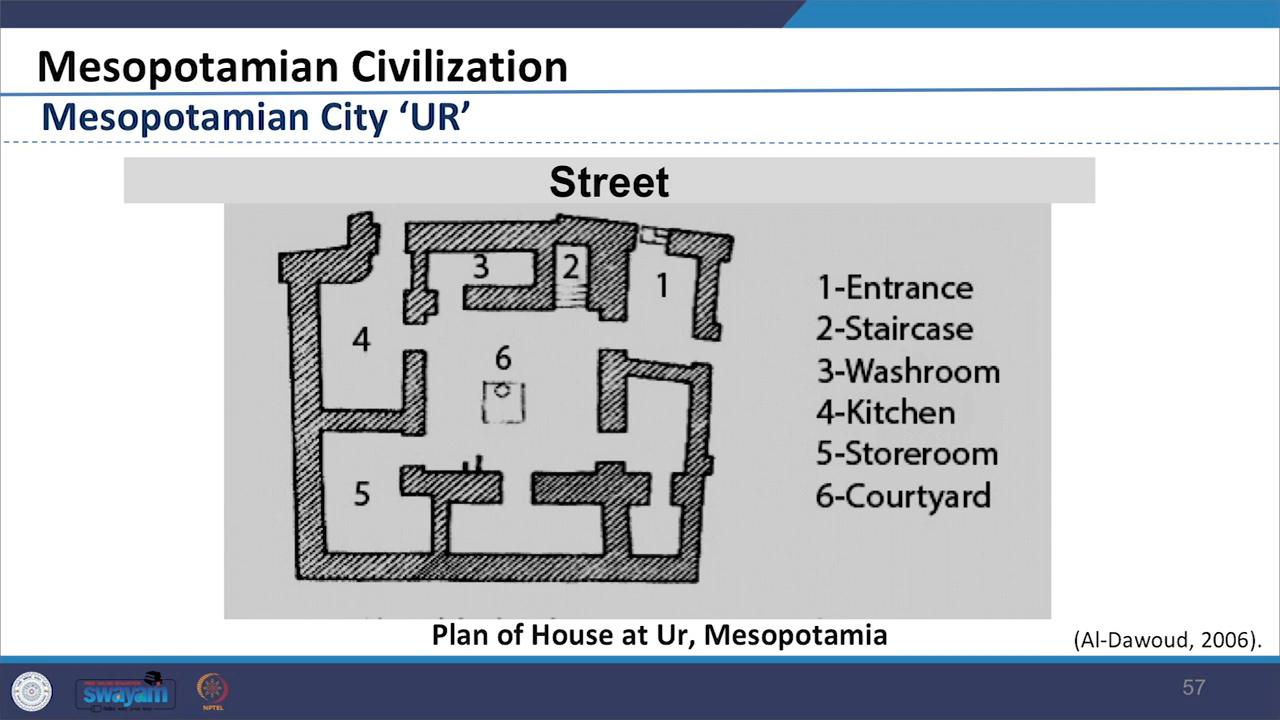 Mesopotamian Civilization
Mesopotamian City ‘UR’
Street
3
2
1
4
6
5
1-Entrance
2-Staircase
3-Washroom
4-Kitchen
5-Storeroom
6-Courtyard
Plan of House at Ur, Mesopotamia
(Al-Dawoud, 2006).
swayam
NPTEL
57